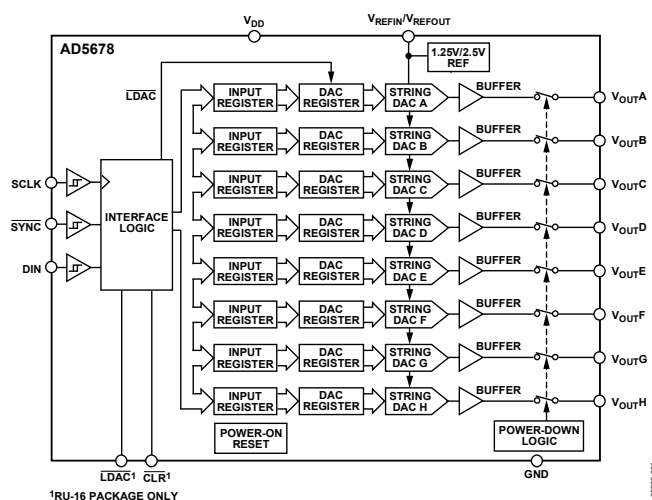 VDD
VREFIN/VREFOUT
AD5678
1.25V/2.5V
REF
LDAC
INPUT
REGISTER
DAC
REGISTER
STRING
DAC A
BUFFER
VOUTA
INPUT
REGISTER
DAC
REGISTER
STRING
DAC B
BUFFER
VOUTB
INPUT
REGISTER
DAC
REGISTER
STRING
DAC C
BUFFER
VOUTC
SCLK
SYNC
DIN
INTERFACE
LOGIC
INPUT
REGISTER
DAC
REGISTER
STRING
DAC D
BUFFER
VOUTD
INPUT
REGISTER
DAC
REGISTER
STRING
DAC E
BUFFER
VOUTE
INPUT
REGISTER
DAC
REGISTER
STRING
DAC F
BUFFER
VOUTF
INPUT
REGISTER
DAC
REGISTER
STRING
DAC G
BUFFER
VOUTG
INPUT
REGISTER
DAC
REGISTER
STRING
DAC H
BUFFER
VOUTH
POWER-ON
RESET
POWER-DOWN
LOGIC
LDAC1
CLR1
GND
1RU-16 PACKAGE ONLY